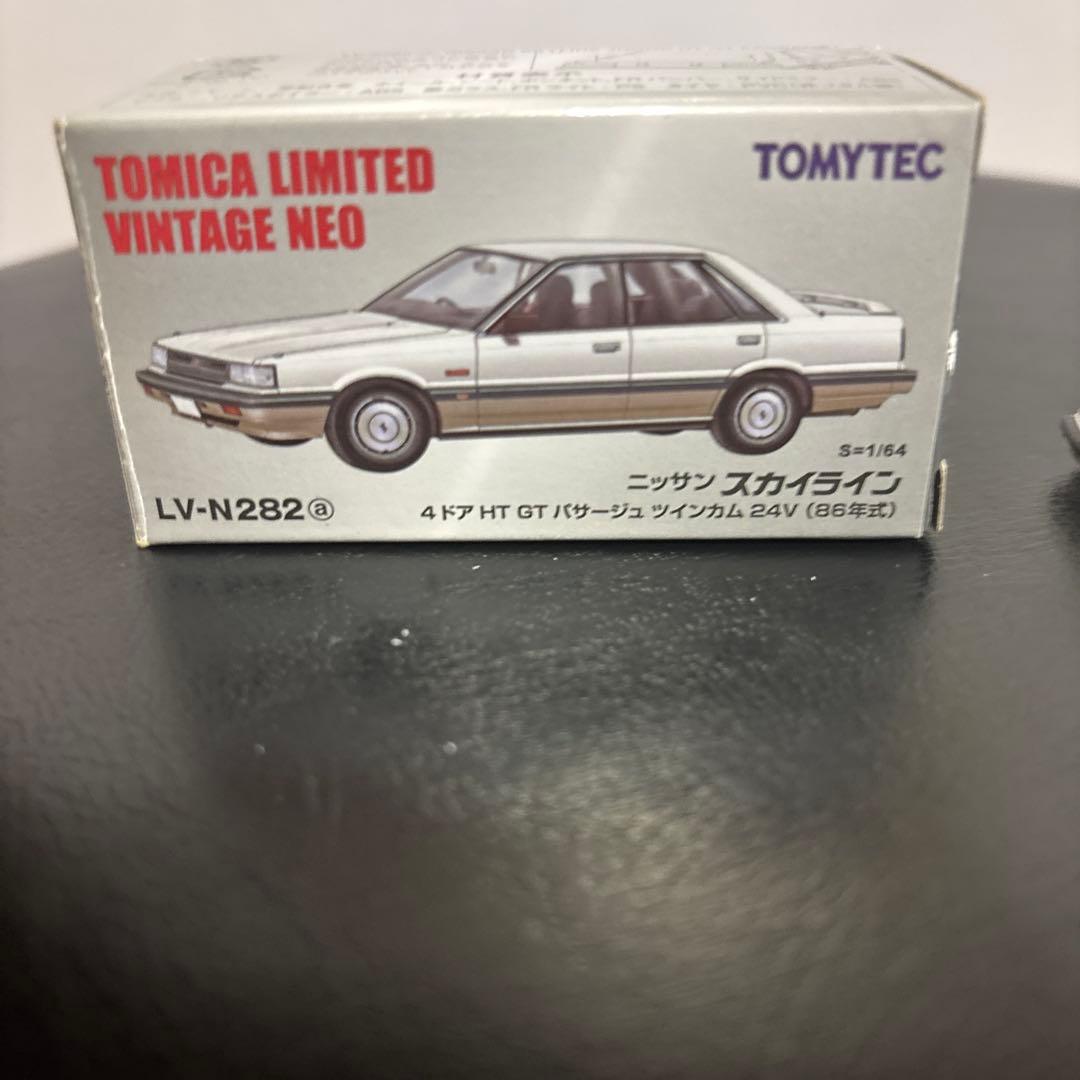 TOMICA LIMITED
VINTAGE NEO
TOMYTEC
S=1/64
ニッサン スカイライン
LV-N282ⓐ
4ドア HT GT パサージュ ツインカム 24V (86年式)